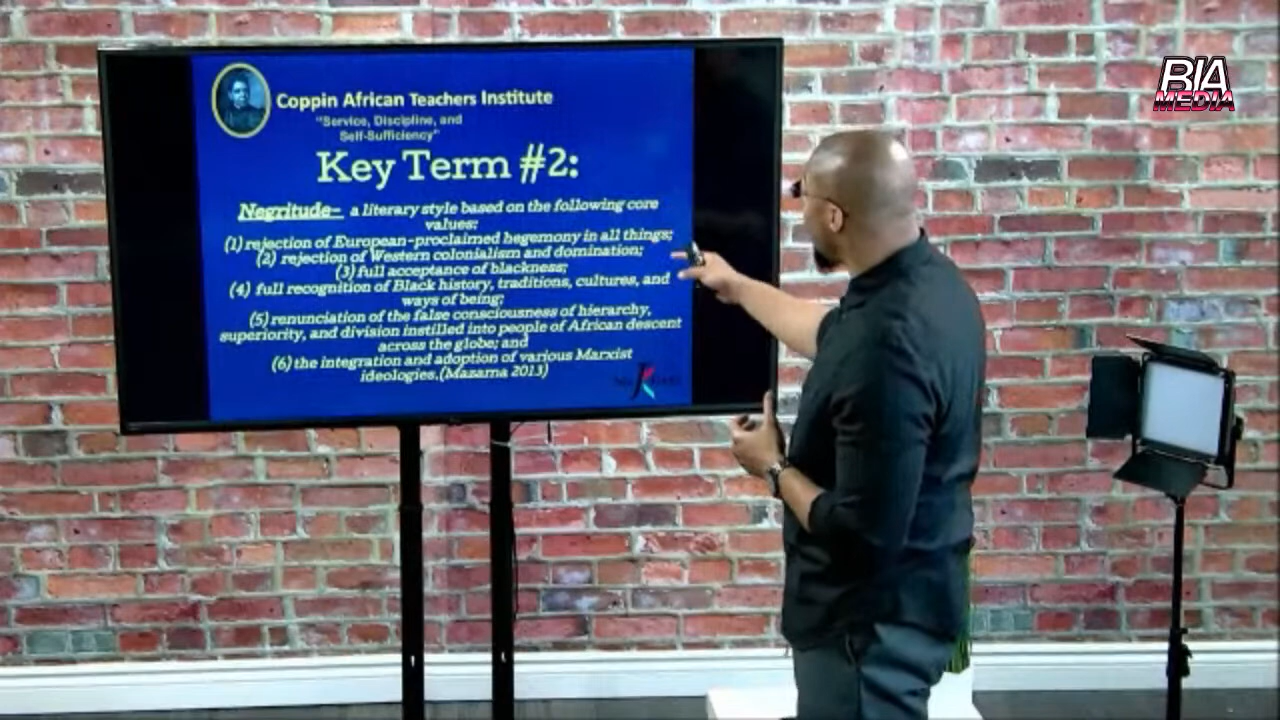 BIA
MEDIA
Coppin African Teachers Institute
"Service, Discipline, and
Self-Sufficiency"
Key Term #2:
Negritude– a literary style based on the following core
values:
(1) rejection of European-proclaimed hegemony in all things;
(2) rejection of Western colonialism and domination;
(3) full acceptance of blackness;
(4) full recognition of Black history, traditions, cultures, and
ways of being;
(5) renunciation of the false consciousness of hierarchy,
superiority, and division instilled into people of African descent
across the globe; and
(6) the integration and adoption of various Marxist
ideologies.(Mazama 2013)